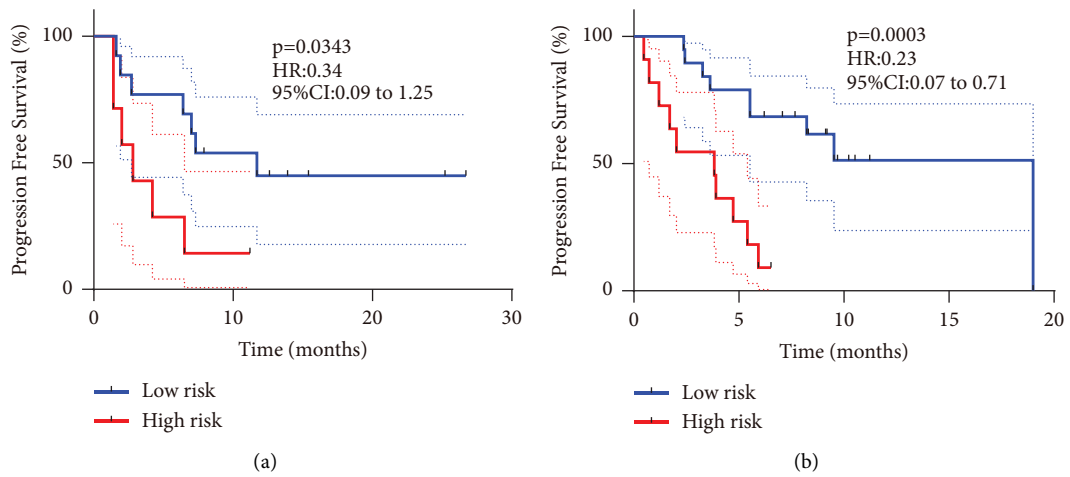 100
50
0
0
10
20
30
Progression Free Survival (%)
Time (months)
p=0.0343
HR:0.34
95%CI:0.09 to 1.25
Low risk
High risk
(a)
100
50
0
0
5
10
15
20
Progression Free Survival (%)
Time (months)
p=0.0003
HR:0.23
95%CI:0.07 to 0.71
Low risk
High risk
(b)